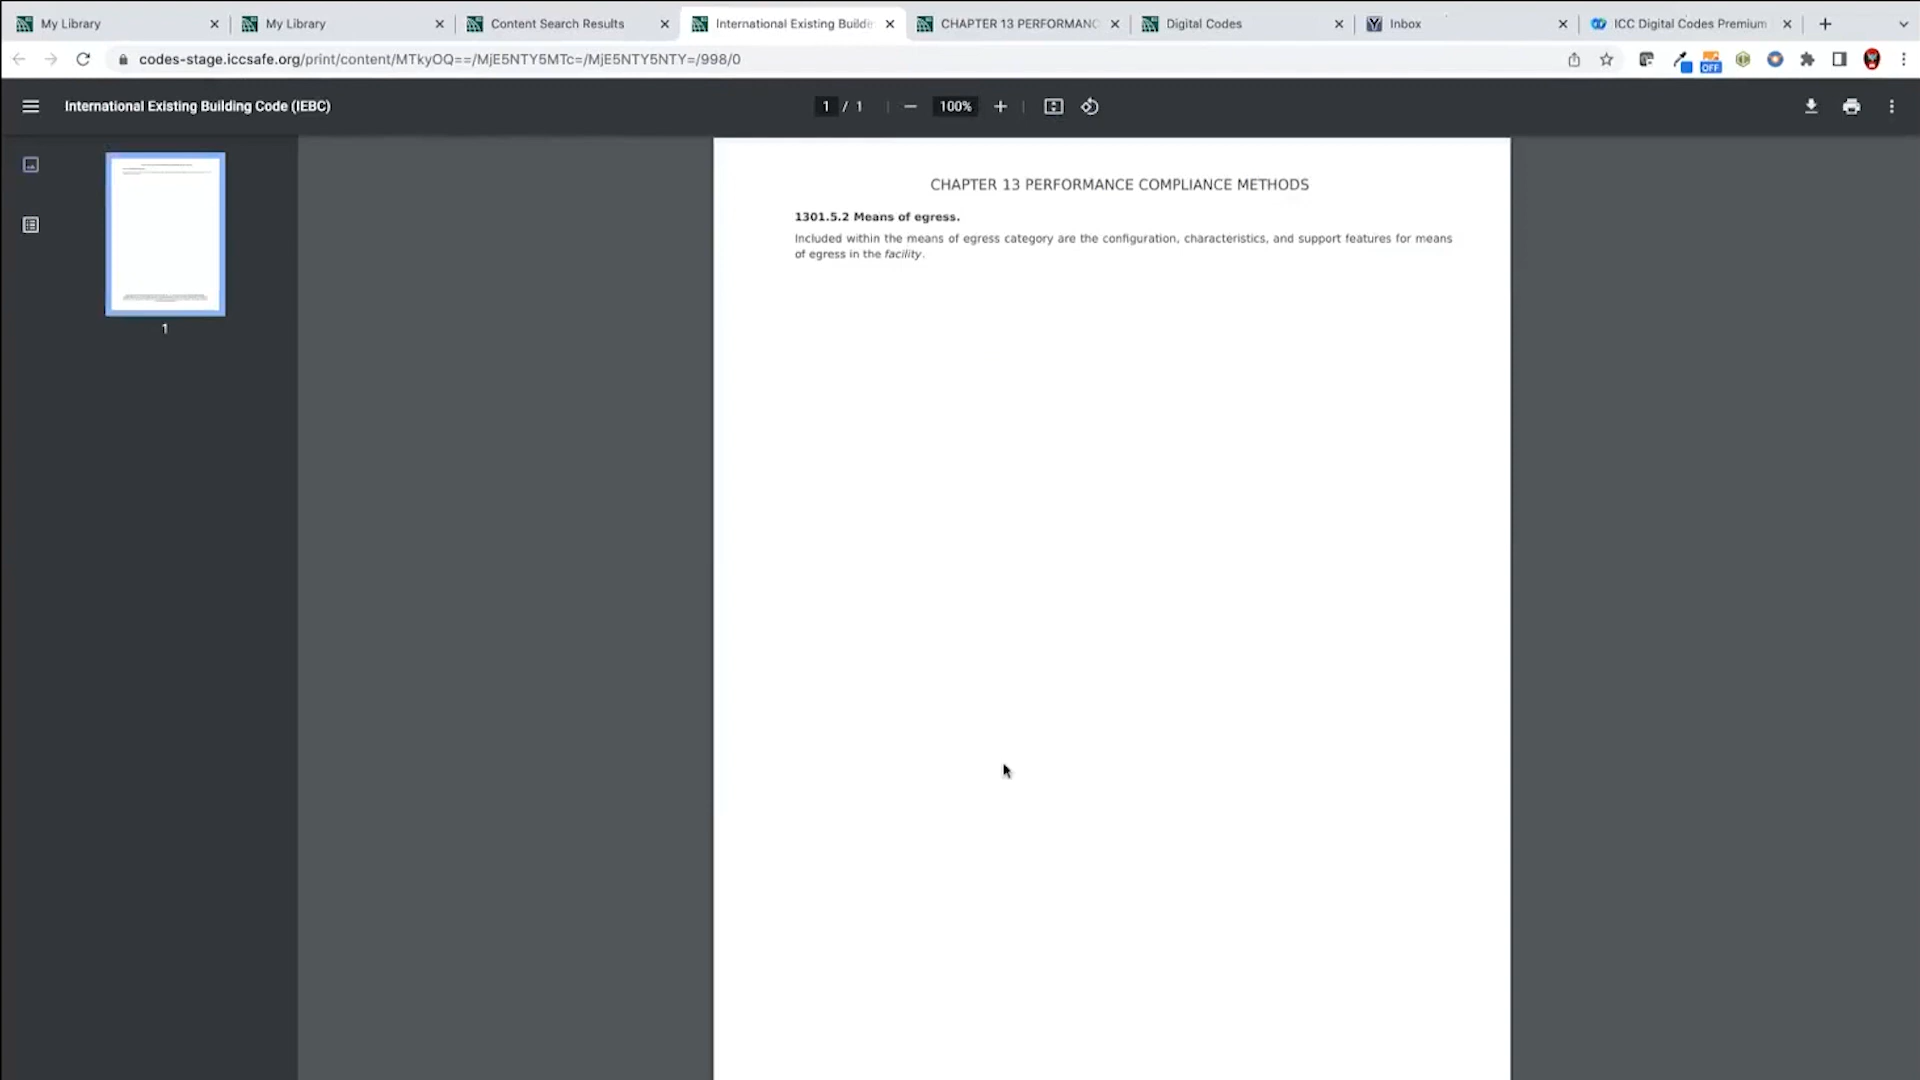 My Library
My Library
Content Search Results
International Existing Buildi
CHAPTER 13 PERFORMANC
Digital Codes
Inbox
ICC Digital Codes Premium
codes-stage.iccsafe.org/print/content/MTkyOQ==/MjE5NTY5MTc=/MjE5NTY5NTY=/998/0
OFF
International Existing Building Code (IEBC)
1 / 1
100%
1
CHAPTER 13 PERFORMANCE COMPLIANCE METHODS
1301.5.2 Means of egress.
Included within the means of egress category are the configuration, characteristics, and support features for means
of egress in the facility.